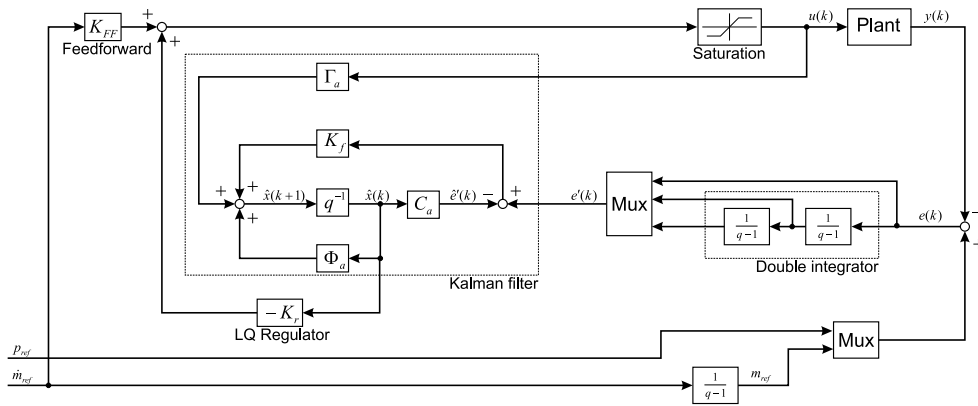 K_FF
+
+
Feedforward
Saturation
u(k)
Plant
y(k)
Γ_a
K_f
+
+
+
x̂(k+1)
q⁻¹
x̂(k)
C_a
ê'(k)
−
+
e'(k)
Mux
1/(q−1)
1/(q−1)
e(k)
−
+
Φ_a
Kalman filter
Double integrator
− K_r
LQ Regulator
p_ref
ṁ_ref
1/(q−1)
m_ref
Mux